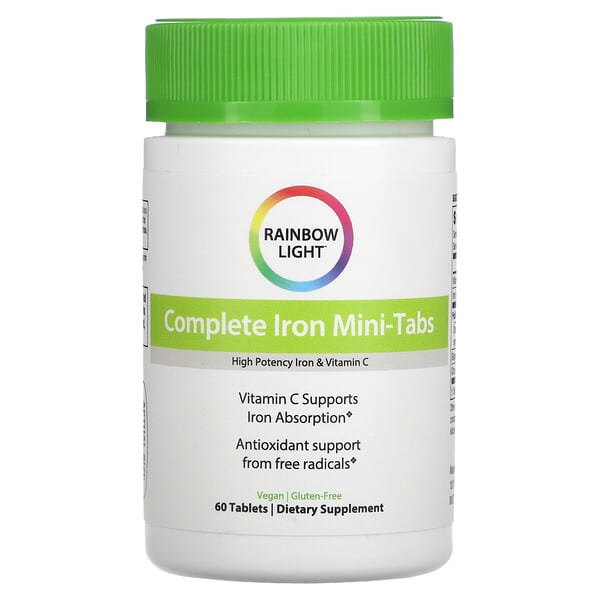 RAINBOW
LIGHT™
Complete Iron Mini-Tabs
High Potency Iron & Vitamin C
Vitamin C Supports
Iron Absorption❖
Antioxidant support
from free radicals❖
Vegan | Gluten-Free
60 Tablets | Dietary Supplement